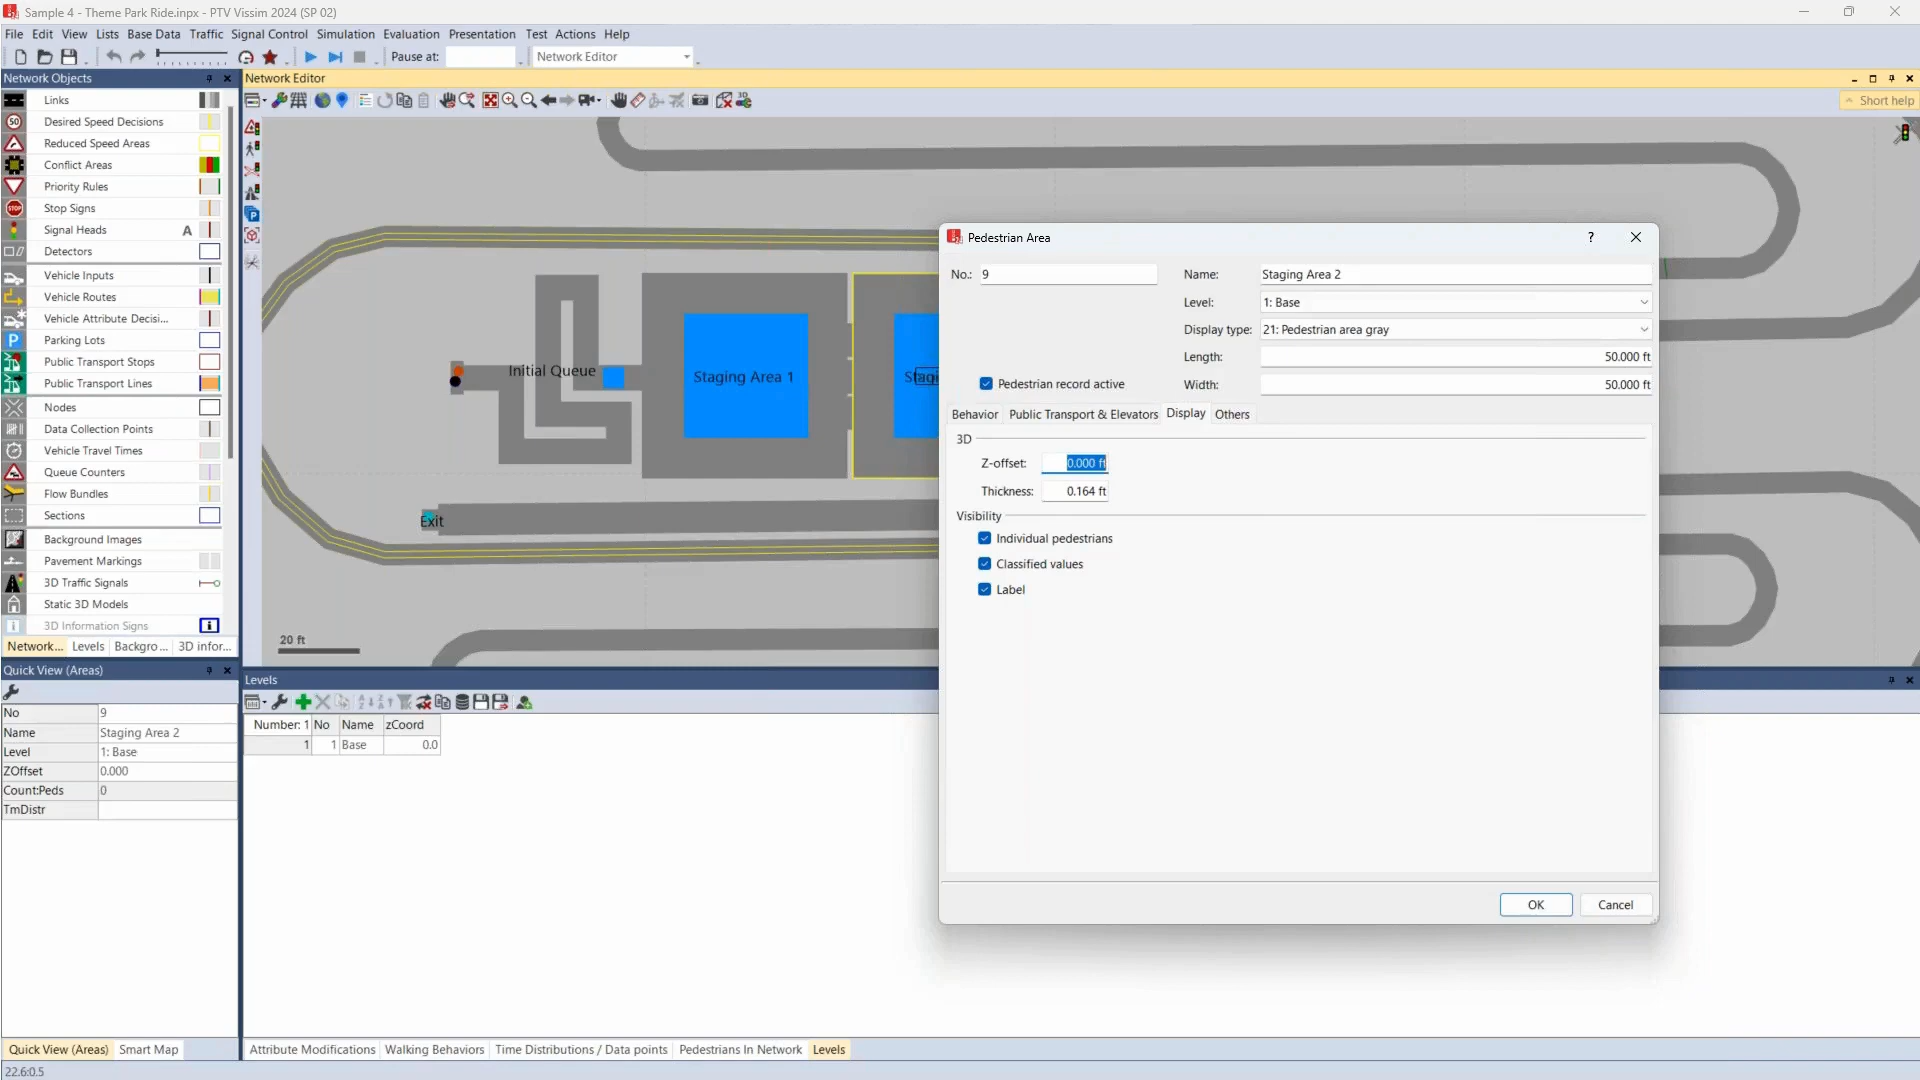 Sample 4 - Theme Park Ride.inpx - PTV Vissim 2024 (SP 02)
File Edit View Lists Base Data Traffic Signal Control Simulation Evaluation Presentation Test Actions Help
Pause at: Network Editor
Network Objects
Links
Desired Speed Decisions
Reduced Speed Areas
Conflict Areas
Priority Rules
Stop Signs
Signal Heads A
Detectors
Vehicle Inputs
Vehicle Routes
Vehicle Attribute Decisi...
Parking Lots
Public Transport Stops
Public Transport Lines
Nodes
Data Collection Points
Vehicle Travel Times
Queue Counters
Flow Bundles
Sections
Background Images
Pavement Markings
3D Traffic Signals
Static 3D Models
3D Information Signs
Network... Levels Backgro... 3D infor...
Quick View (Areas)
No 9
Name Staging Area 2
Level 1: Base
ZOffset 0.000
Count:Peds 0
TmDistr
Quick View (Areas) Smart Map
22.6:0.5
Network Editor
Short help
Initial Queue
Staging Area 1
Exit
20 ft
Pedestrian Area
No.: 9
Name: Staging Area 2
Level: 1: Base
Display type: 21: Pedestrian area gray
Length: 50.000 ft
Pedestrian record active
Width: 50.000 ft
Behavior Public Transport & Elevators Display Others
3D
Z-offset: 0.000 ft
Thickness: 0.164 ft
Visibility
Individual pedestrians
Classified values
Label
OK Cancel
Levels
Number: 1 No Name zCoord
1 1 Base 0.0
Attribute Modifications Walking Behaviors Time Distributions / Data points Pedestrians In Network Levels